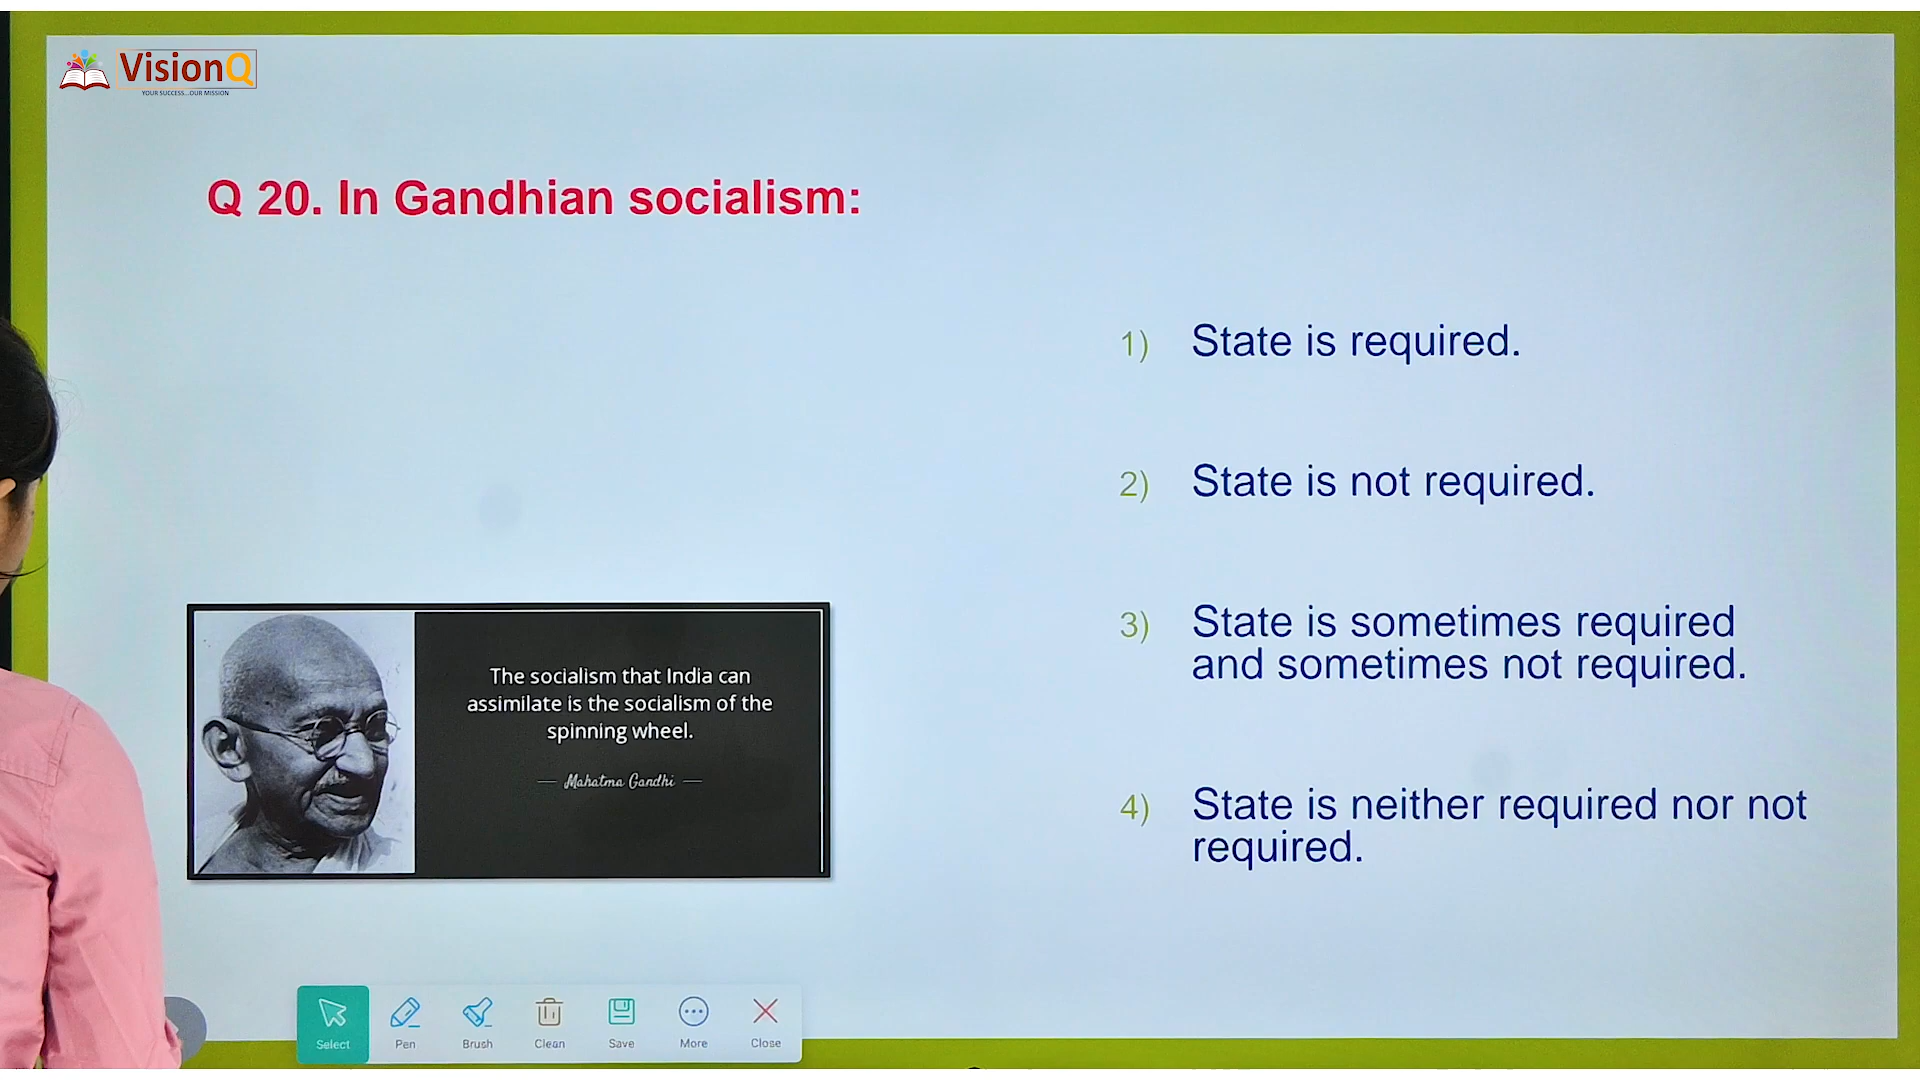 VisionQ
YOUR SUCCESS...OUR MISSION
Q 20. In Gandhian socialism:
1) State is required.
2) State is not required.
3) State is sometimes required
and sometimes not required.
4) State is neither required nor not
required.
The socialism that India can
assimilate is the socialism of the
spinning wheel.
Mahatma Gandhi
Select Pen Brush Clean Save More Close